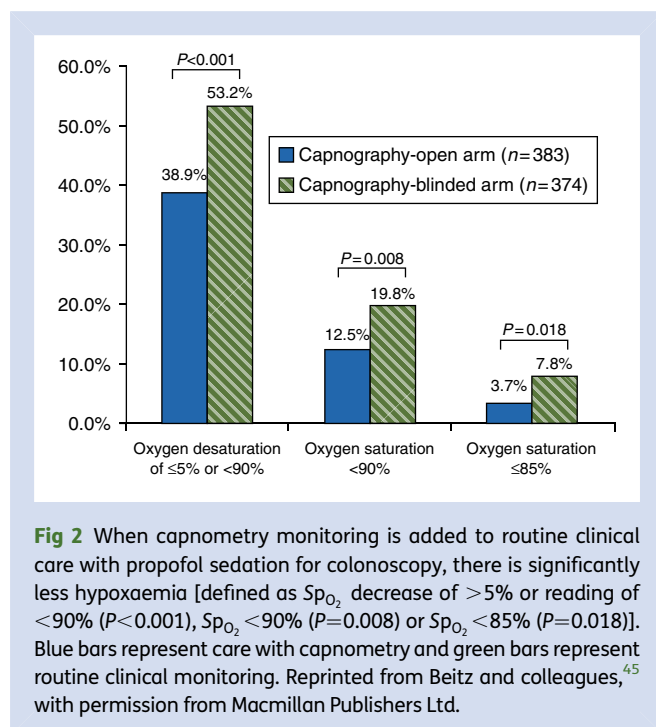 60.0%
50.0%
40.0%
30.0%
20.0%
10.0%
0.0%
P<0.001
53.2%
38.9%
Capnography-open arm (n=383)
Capnography-blinded arm (n=374)
P=0.008
19.8%
12.5%
P=0.018
7.8%
3.7%
Oxygen desaturation
of ≤5% or <90%
Oxygen saturation
<90%
Oxygen saturation
≤85%
Fig 2 When capnometry monitoring is added to routine clinical
care with propofol sedation for colonoscopy, there is significantly
less hypoxaemia [defined as SpO2 decrease of >5% or reading of
<90% (P<0.001), SpO2 <90% (P=0.008) or SpO2 <85% (P=0.018)].
Blue bars represent care with capnometry and green bars represent
routine clinical monitoring. Reprinted from Beitz and colleagues,45
with permission from Macmillan Publishers Ltd.